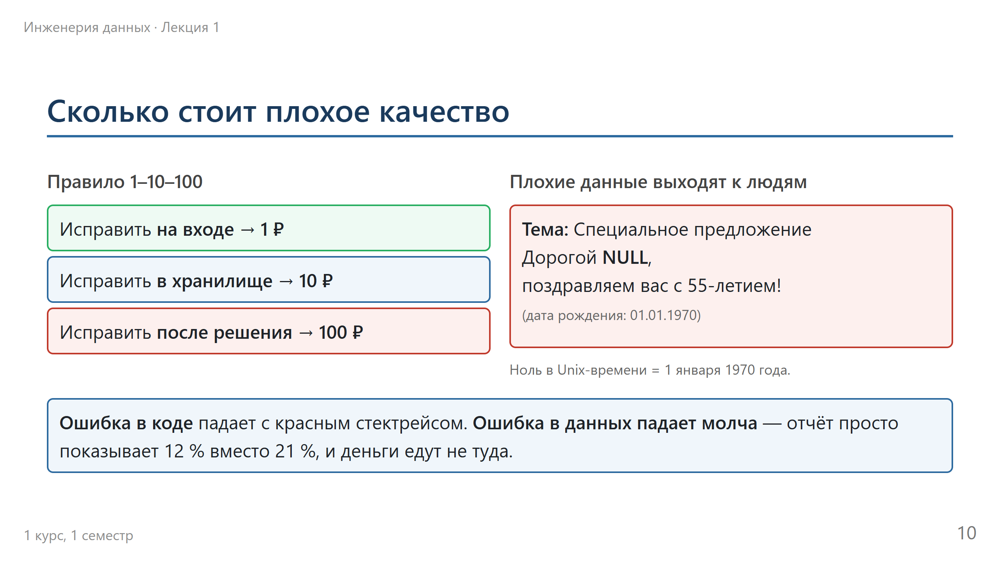 Инженерия данных · Лекция 1
Сколько стоит плохое качество
Правило 1–10–100
Исправить на входе → 1 ₽
Исправить в хранилище → 10 ₽
Исправить после решения → 100 ₽
Плохие данные выходят к людям
Тема: Специальное предложение
Дорогой NULL,
поздравляем вас с 55-летием!
(дата рождения: 01.01.1970)
Ноль в Unix-времени = 1 января 1970 года.
Ошибка в коде падает с красным стектрейсом. Ошибка в данных падает молча — отчёт просто
показывает 12 % вместо 21 %, и деньги едут не туда.
1 курс, 1 семестр
10